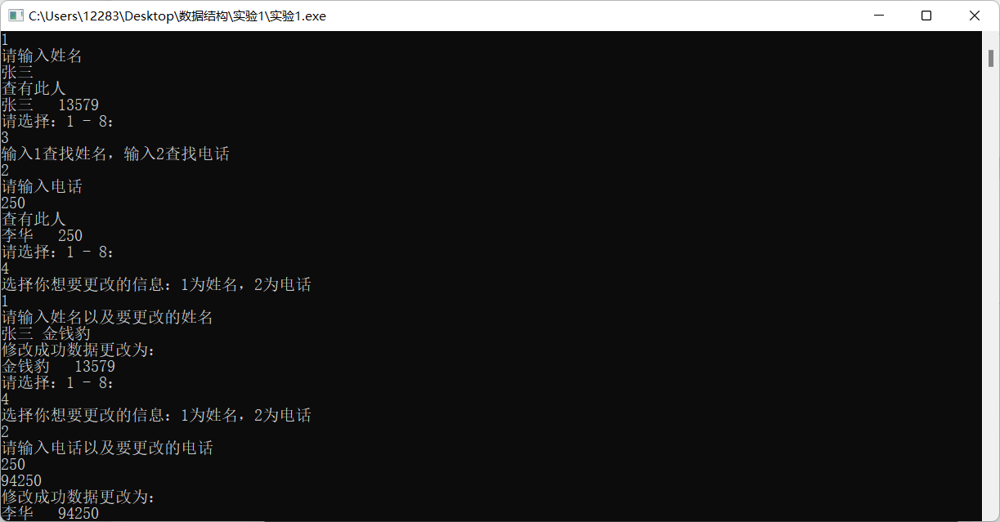 C:\Users\12283\Desktop\数据结构\实验1\实验1.exe
1
请输入姓名
张三
查有此人
张三   13579
请选择：1 - 8：
3
输入1查找姓名，输入2查找电话
2
请输入电话
250
查有此人
李华   250
请选择：1 - 8：
4
选择你想要更改的信息：1为姓名，2为电话
1
请输入姓名以及要更改的姓名
张三 金钱豹
修改成功数据更改为：
金钱豹   13579
请选择：1 - 8：
4
选择你想要更改的信息：1为姓名，2为电话
2
请输入电话以及要更改的电话
250
94250
修改成功数据更改为：
李华   94250